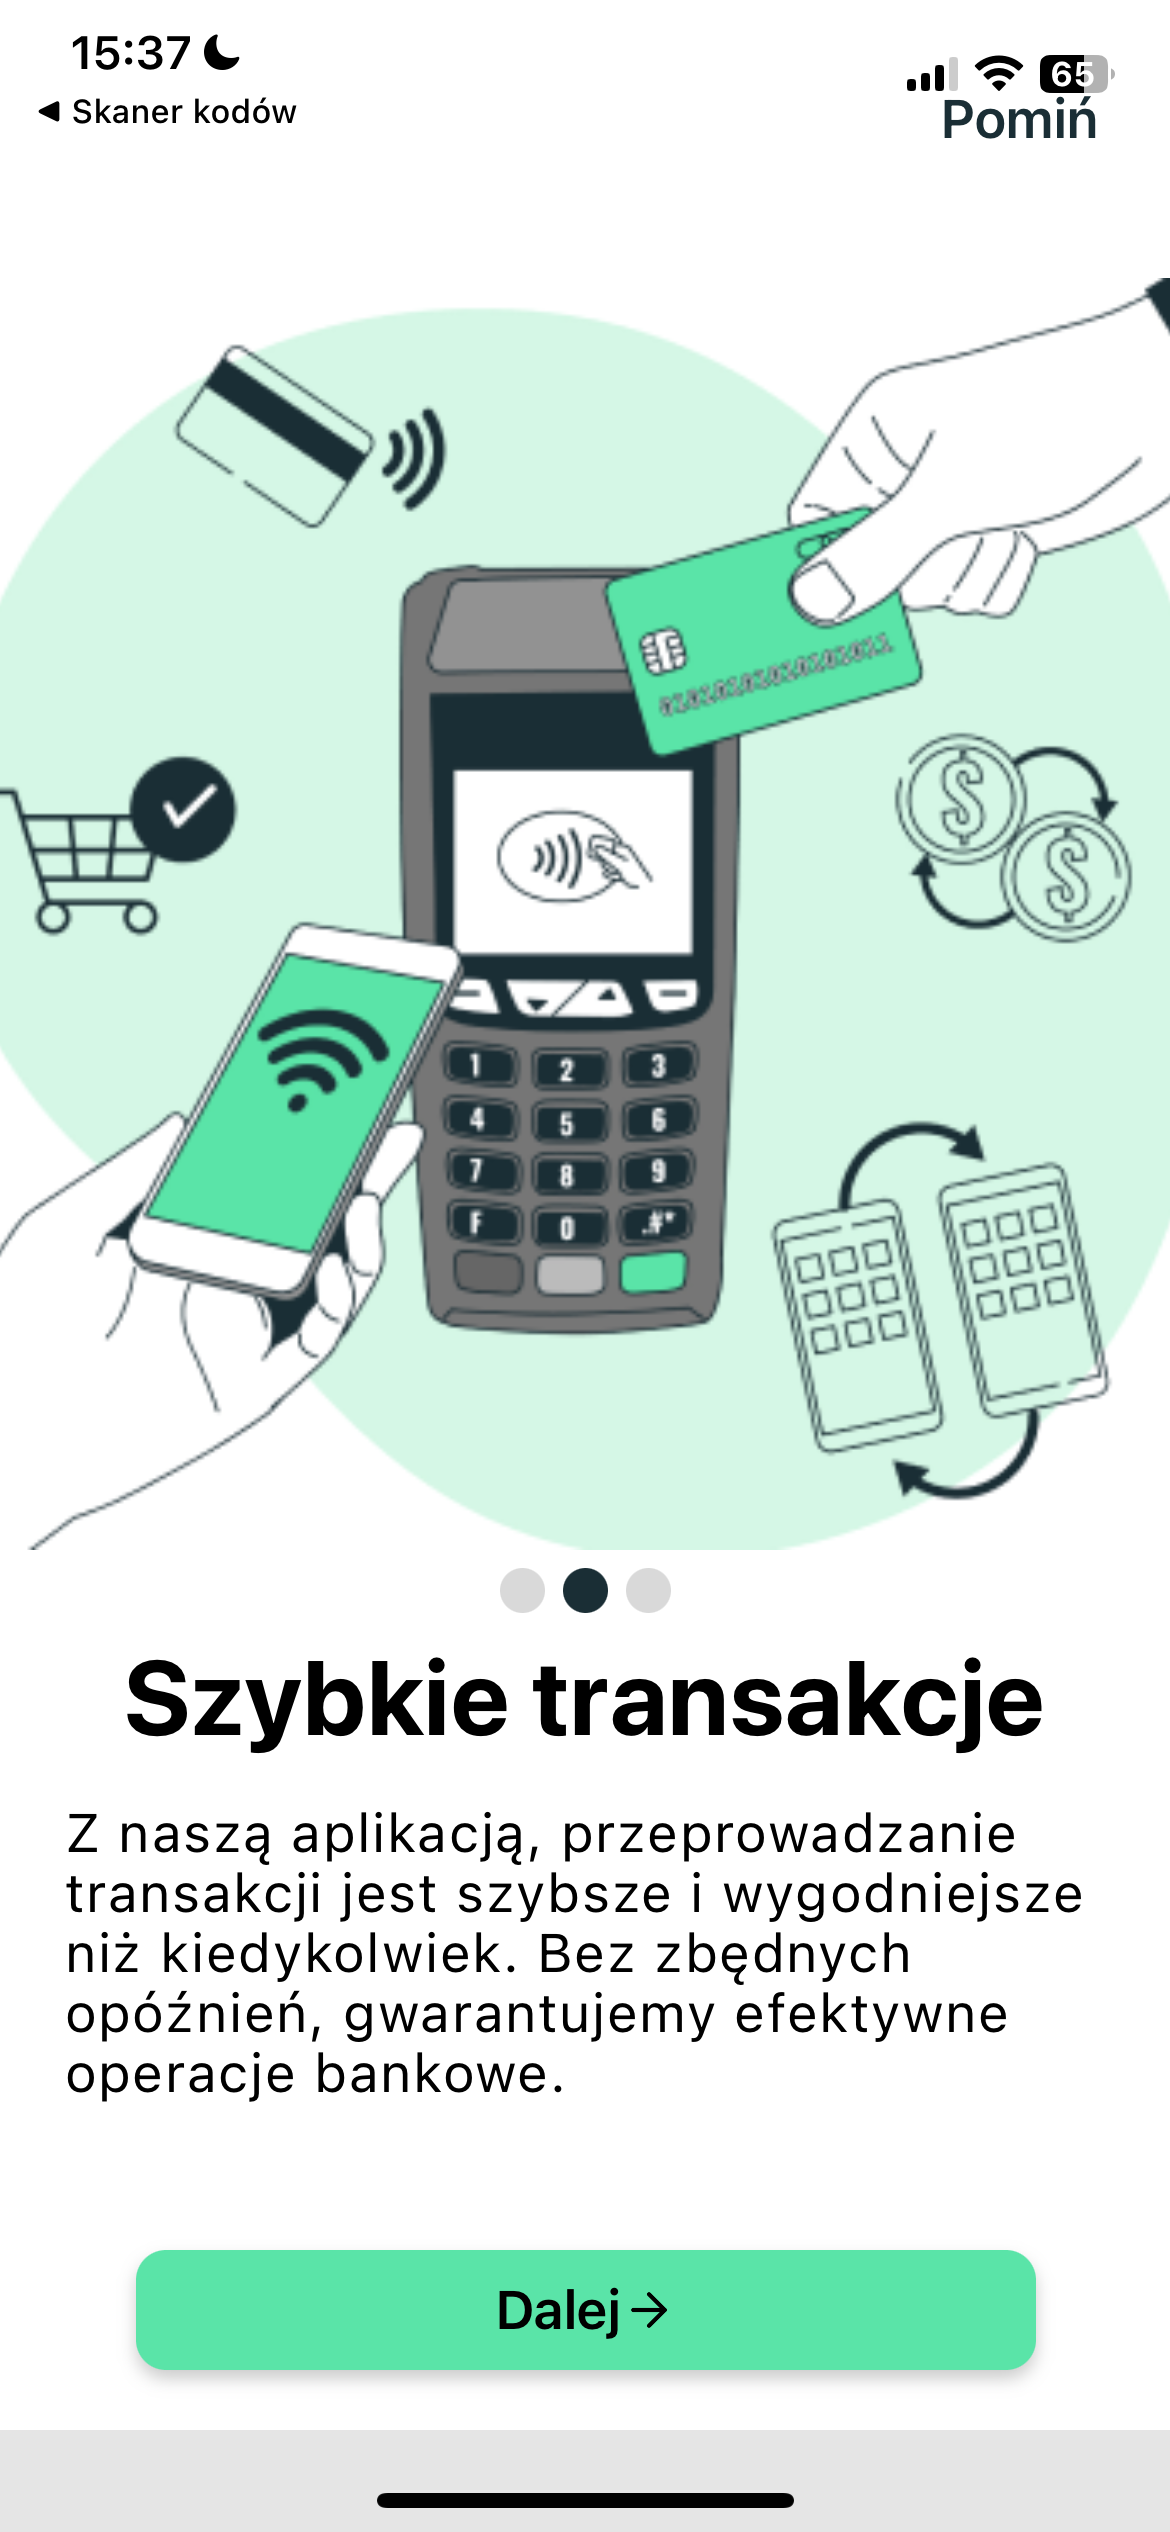 15:37
65
◀ Skaner kodów
Pomiń
0101010101010101011
1 2 3
4 5 6
7 8 9
F 0 .#*
Szybkie transakcje
Z naszą aplikacją, przeprowadzanie
transakcji jest szybsze i wygodniejsze
niż kiedykolwiek. Bez zbędnych
opóźnień, gwarantujemy efektywne
operacje bankowe.
Dalej→